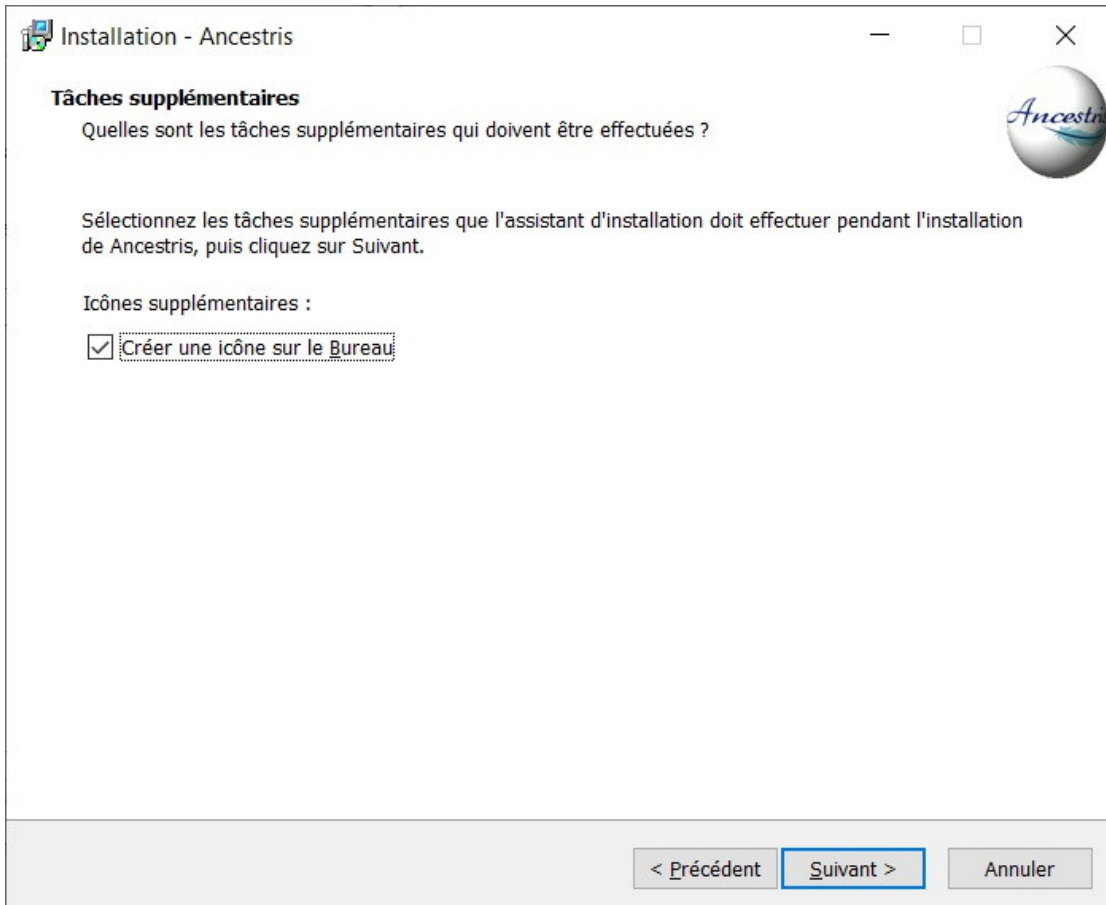 Installation - Ancestris
Tâches supplémentaires
Quelles sont les tâches supplémentaires qui doivent être effectuées ?
Ancestris
Sélectionnez les tâches supplémentaires que l'assistant d'installation doit effectuer pendant l'installation
de Ancestris, puis cliquez sur Suivant.
Icônes supplémentaires :
Créer une icône sur le Bureau
< Précédent
Suivant >
Annuler